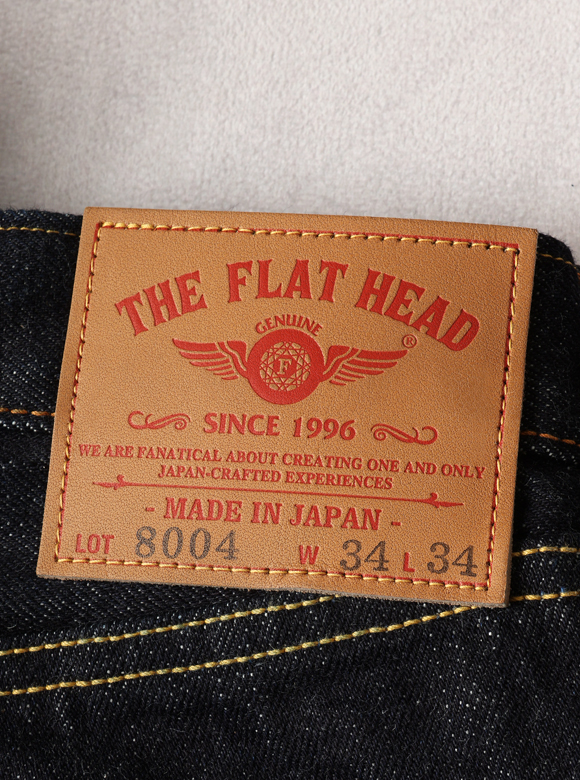 THE FLAT HEAD
GENUINE
F
®
SINCE 1996
WE ARE FANATICAL ABOUT CREATING ONE AND ONLY
JAPAN-CRAFTED EXPERIENCES
- MADE IN JAPAN -
LOT 8004 W 34 L 34